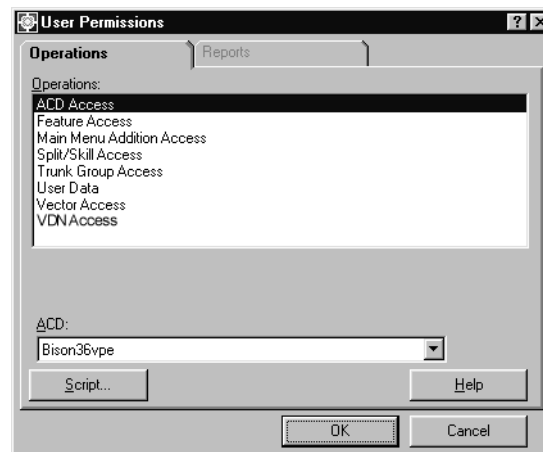 User Permissions
Operations Reports
Operations:
ACD Access
Feature Access
Main Menu Addition Access
Split/Skill Access
Trunk Group Access
User Data
Vector Access
VDN Access
ACD:
Bison36vpe
Script... Help
OK Cancel